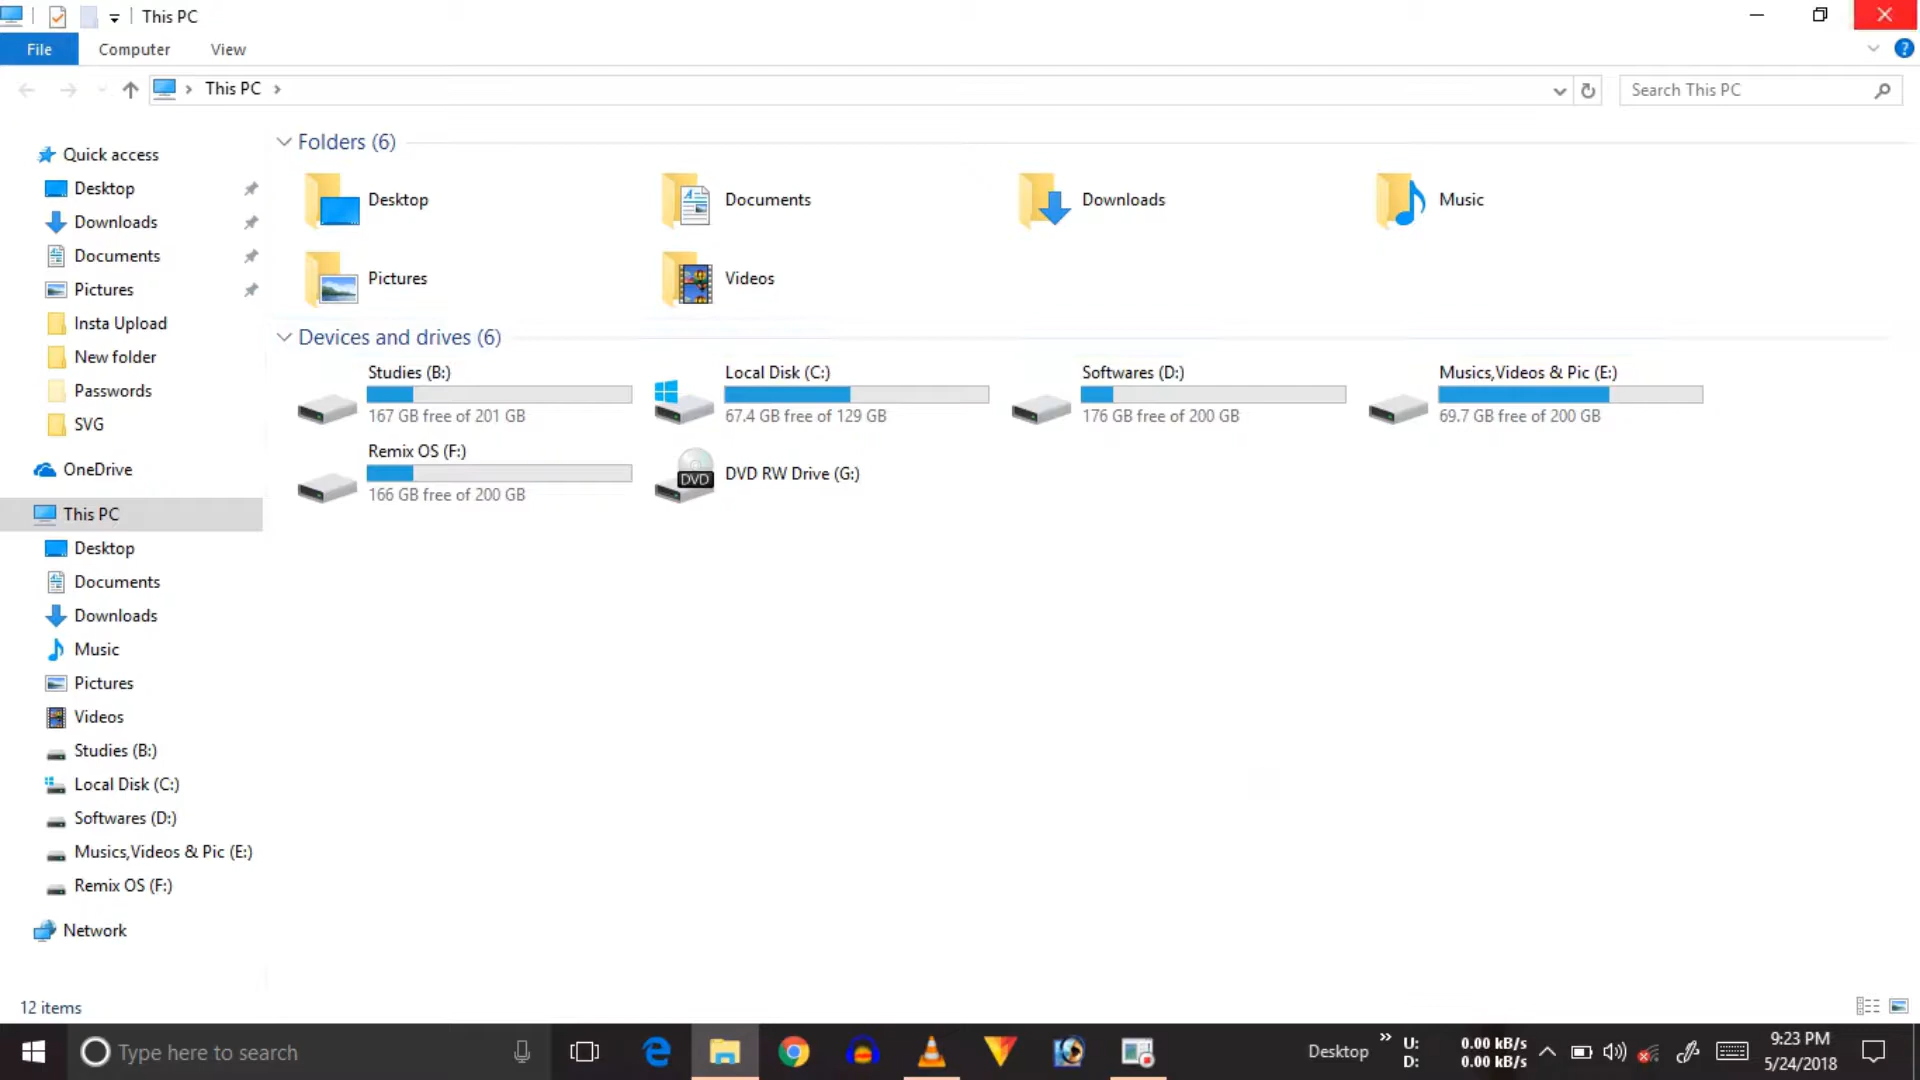 This PC
File Computer View
This PC
Search This PC
Quick access
Desktop
Downloads
Documents
Pictures
Insta Upload
New folder
Passwords
SVG
OneDrive
This PC
Desktop
Documents
Downloads
Music
Pictures
Videos
Studies (B:)
Local Disk (C:)
Softwares (D:)
Musics,Videos & Pic (E:)
Remix OS (F:)
Network
Folders (6)
Desktop
Documents
Downloads
Music
Pictures
Videos
Devices and drives (6)
Studies (B:)
167 GB free of 201 GB
Local Disk (C:)
67.4 GB free of 129 GB
Softwares (D:)
176 GB free of 200 GB
Musics,Videos & Pic (E:)
69.7 GB free of 200 GB
Remix OS (F:)
166 GB free of 200 GB
DVD
DVD RW Drive (G:)
12 items
Type here to search
Desktop
U: 0.00 kB/s
D: 0.00 kB/s
9:23 PM
5/24/2018